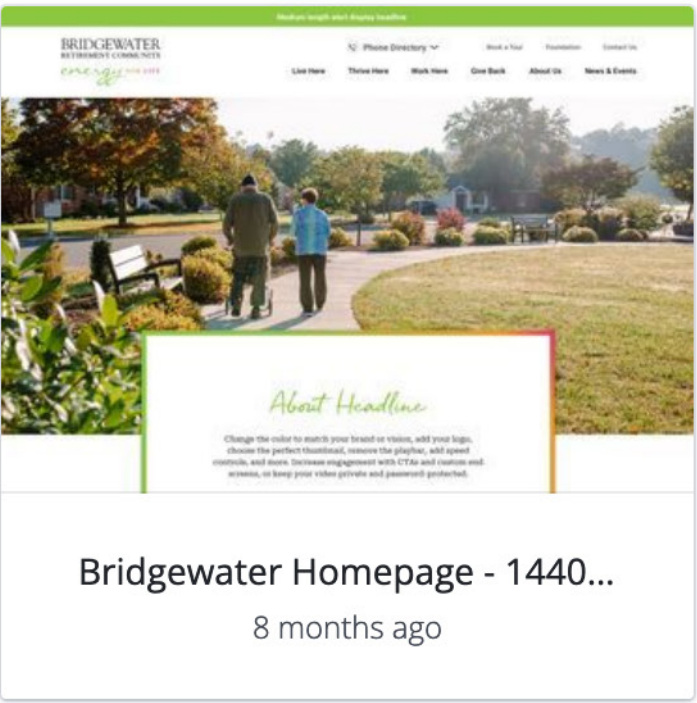 Medium length alert display headline
BRIDGEWATER
RETIREMENT COMMUNITY
energy FOR LIFE
Phone Directory
Book a Tour
Foundation
Contact Us
Live Here
Thrive Here
Work Here
Give Back
About Us
News & Events
About Headline
Change the color to match your brand or vision, add your logo,
choose the perfect thumbnail, remove the playbar, add speed
controls, and more. Increase engagement with CTAs and custom end
screens, or keep your video private and password-protected.
Bridgewater Homepage - 1440...
8 months ago